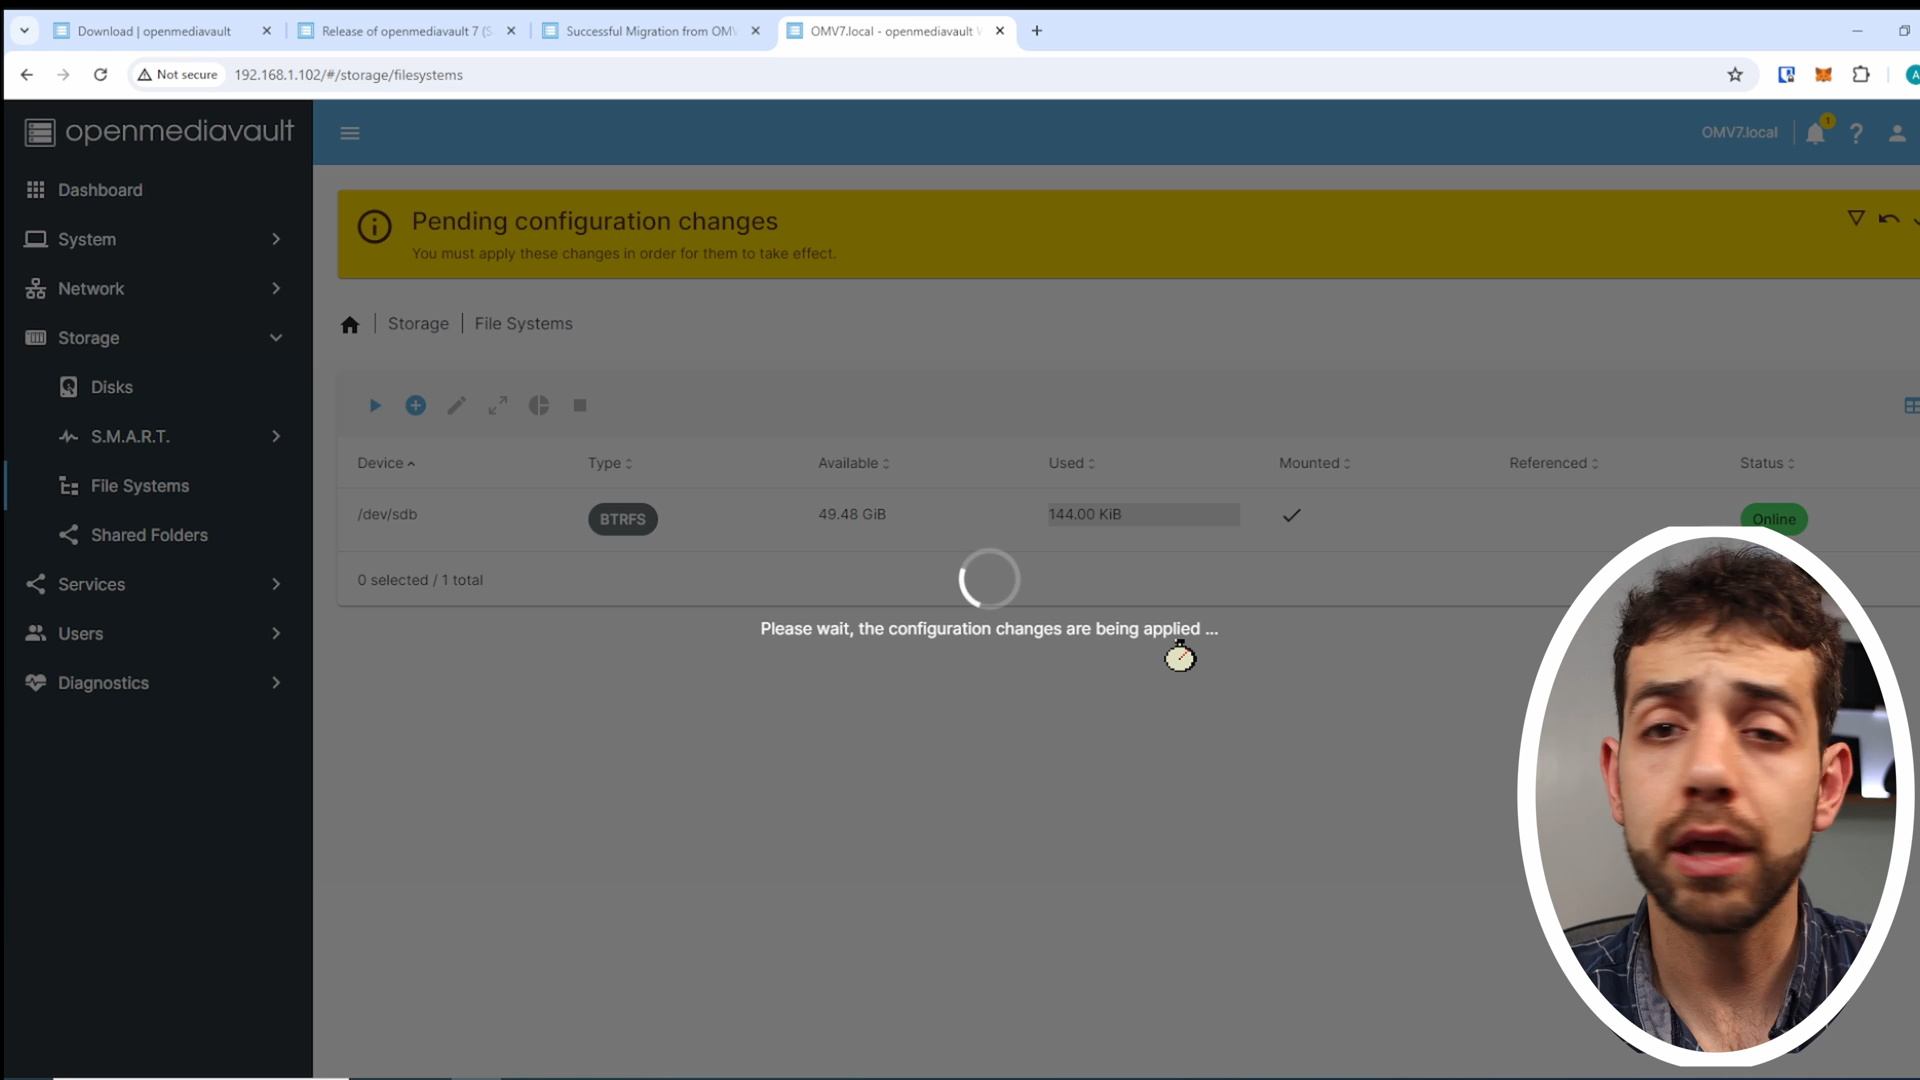 Download | openmediavault
Release of openmediavault 7 (S
Successful Migration from OMV
OMV7.local - openmediavault
Not secure
192.168.1.102/#/storage/filesystems
A
openmediavault
OMV7.local
1
?
Dashboard
System
Network
Storage
Disks
S.M.A.R.T.
File Systems
Shared Folders
Services
Users
Diagnostics
Pending configuration changes
You must apply these changes in order for them to take effect.
Storage | File Systems
Device Type Available Used Mounted Referenced Status
/dev/sdb BTRFS 49.48 GiB 144.00 KiB Online
0 selected / 1 total
Please wait, the configuration changes are being applied ...